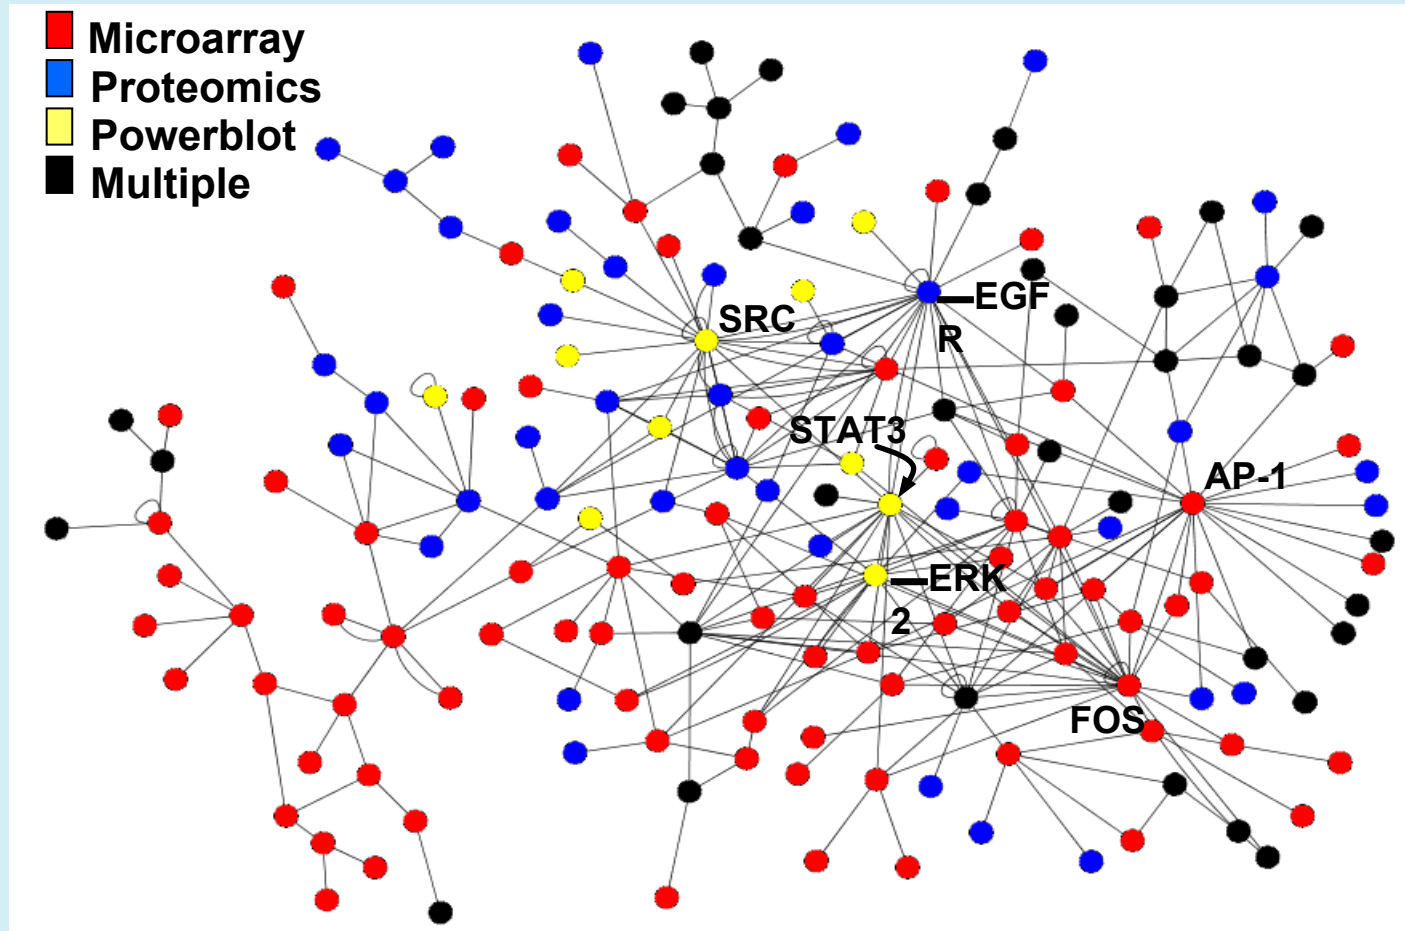 Microarray
Proteomics
Powerblot
Multiple
SRC
EGF
R
STAT3
AP-1
ERK
2
FOS